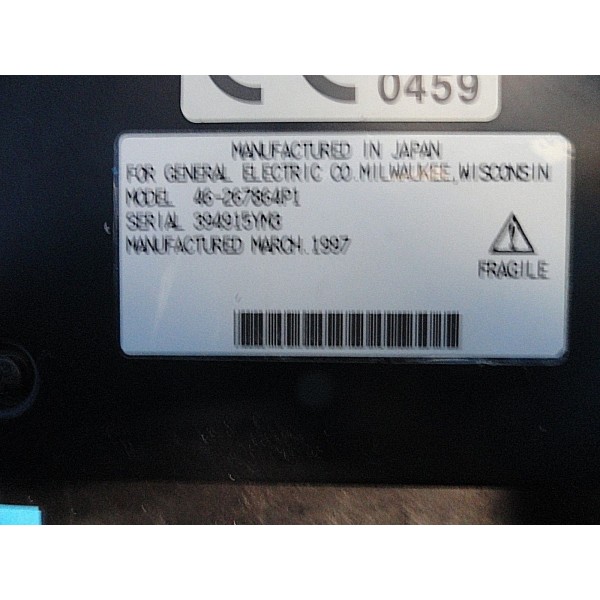 CE 0459
MANUFACTURED IN JAPAN
FOR GENERAL ELECTRIC CO.MILWAUKEE,WISCONSIN
MODEL 46-267864P1
SERIAL 394915YM3
MANUFACTURED MARCH.1997
FRAGILE